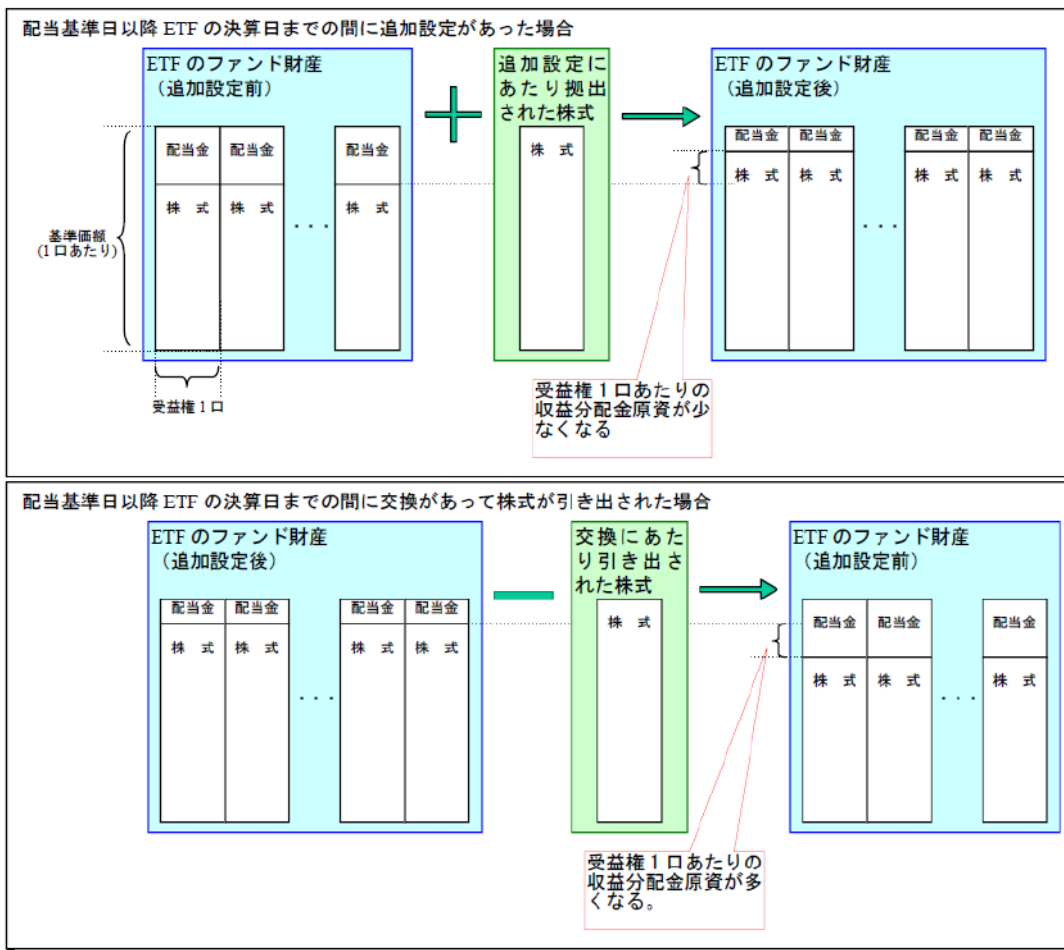 配当基準日以降 ETF の決算日までの間に追加設定があった場合
ETF のファンド財産
（追加設定前）
追加設定に
あたり拠出
された株式
ETF のファンド財産
（追加設定後）
配当金 配当金 配当金
株 式
配当金 配当金 配当金 配当金
株 式 株 式 株 式 株 式
株 式 株 式 株 式
・・・
・・・
基準価額
(1口あたり)
受益権１口
受益権１口あたりの
収益分配金原資が少
なくなる
配当基準日以降 ETF の決算日までの間に交換があって株式が引き出された場合
ETF のファンド財産
（追加設定後）
交換にあた
り引き出さ
れた株式
ETF のファンド財産
（追加設定前）
配当金 配当金 配当金 配当金
株 式 株 式 株 式 株 式
・・・
株 式
配当金 配当金 配当金
株 式 株 式 株 式
・・・
受益権１口あたりの
収益分配金原資が多
くなる。